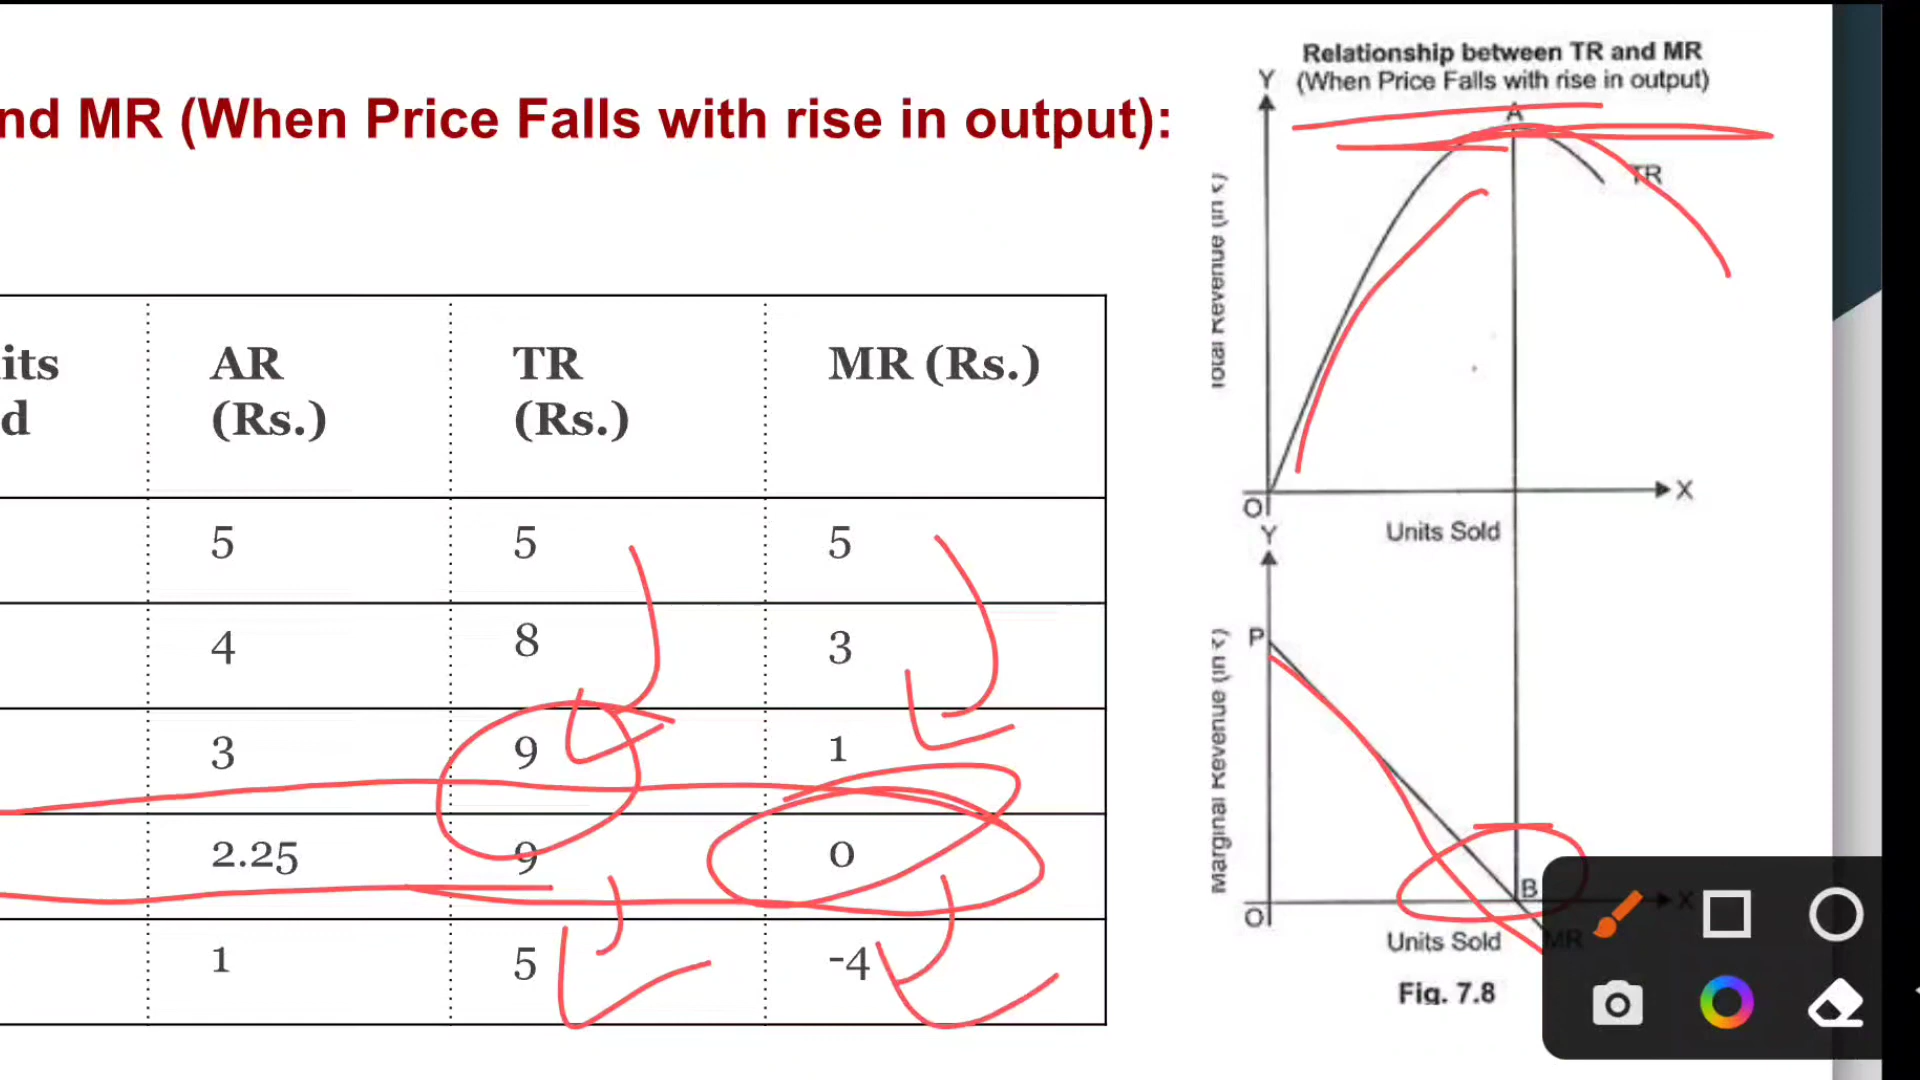 nd MR (When Price Falls with rise in output):
its
d
AR
(Rs.)
TR
(Rs.)
MR (Rs.)
5
5
5
4
8
3
3
9
1
2.25
9
0
1
5
-4
Relationship between TR and MR
(When Price Falls with rise in output)
Y
A
TR
X
O
Units Sold
Y
P
B
X
O
Units Sold
MR
Fig. 7.8